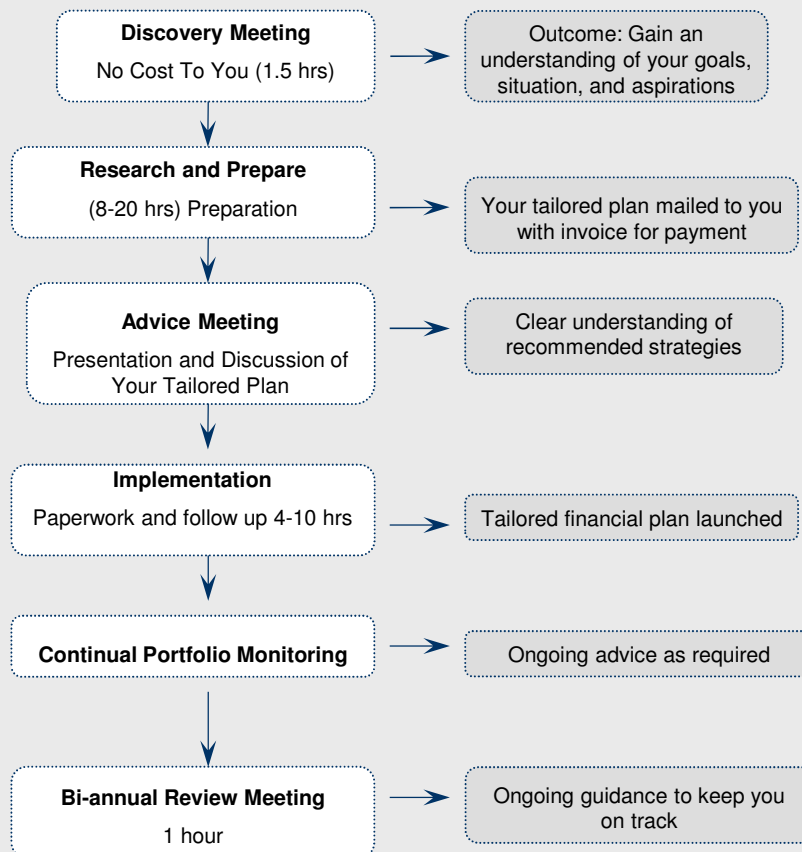 Discovery Meeting
No Cost To You (1.5 hrs)
Outcome: Gain an
understanding of your goals,
situation, and aspirations
Research and Prepare
(8-20 hrs) Preparation
Your tailored plan mailed to you
with invoice for payment
Advice Meeting
Presentation and Discussion of
Your Tailored Plan
Clear understanding of
recommended strategies
Implementation
Paperwork and follow up 4-10 hrs
Tailored financial plan launched
Continual Portfolio Monitoring
Ongoing advice as required
Bi-annual Review Meeting
1 hour
Ongoing guidance to keep you
on track